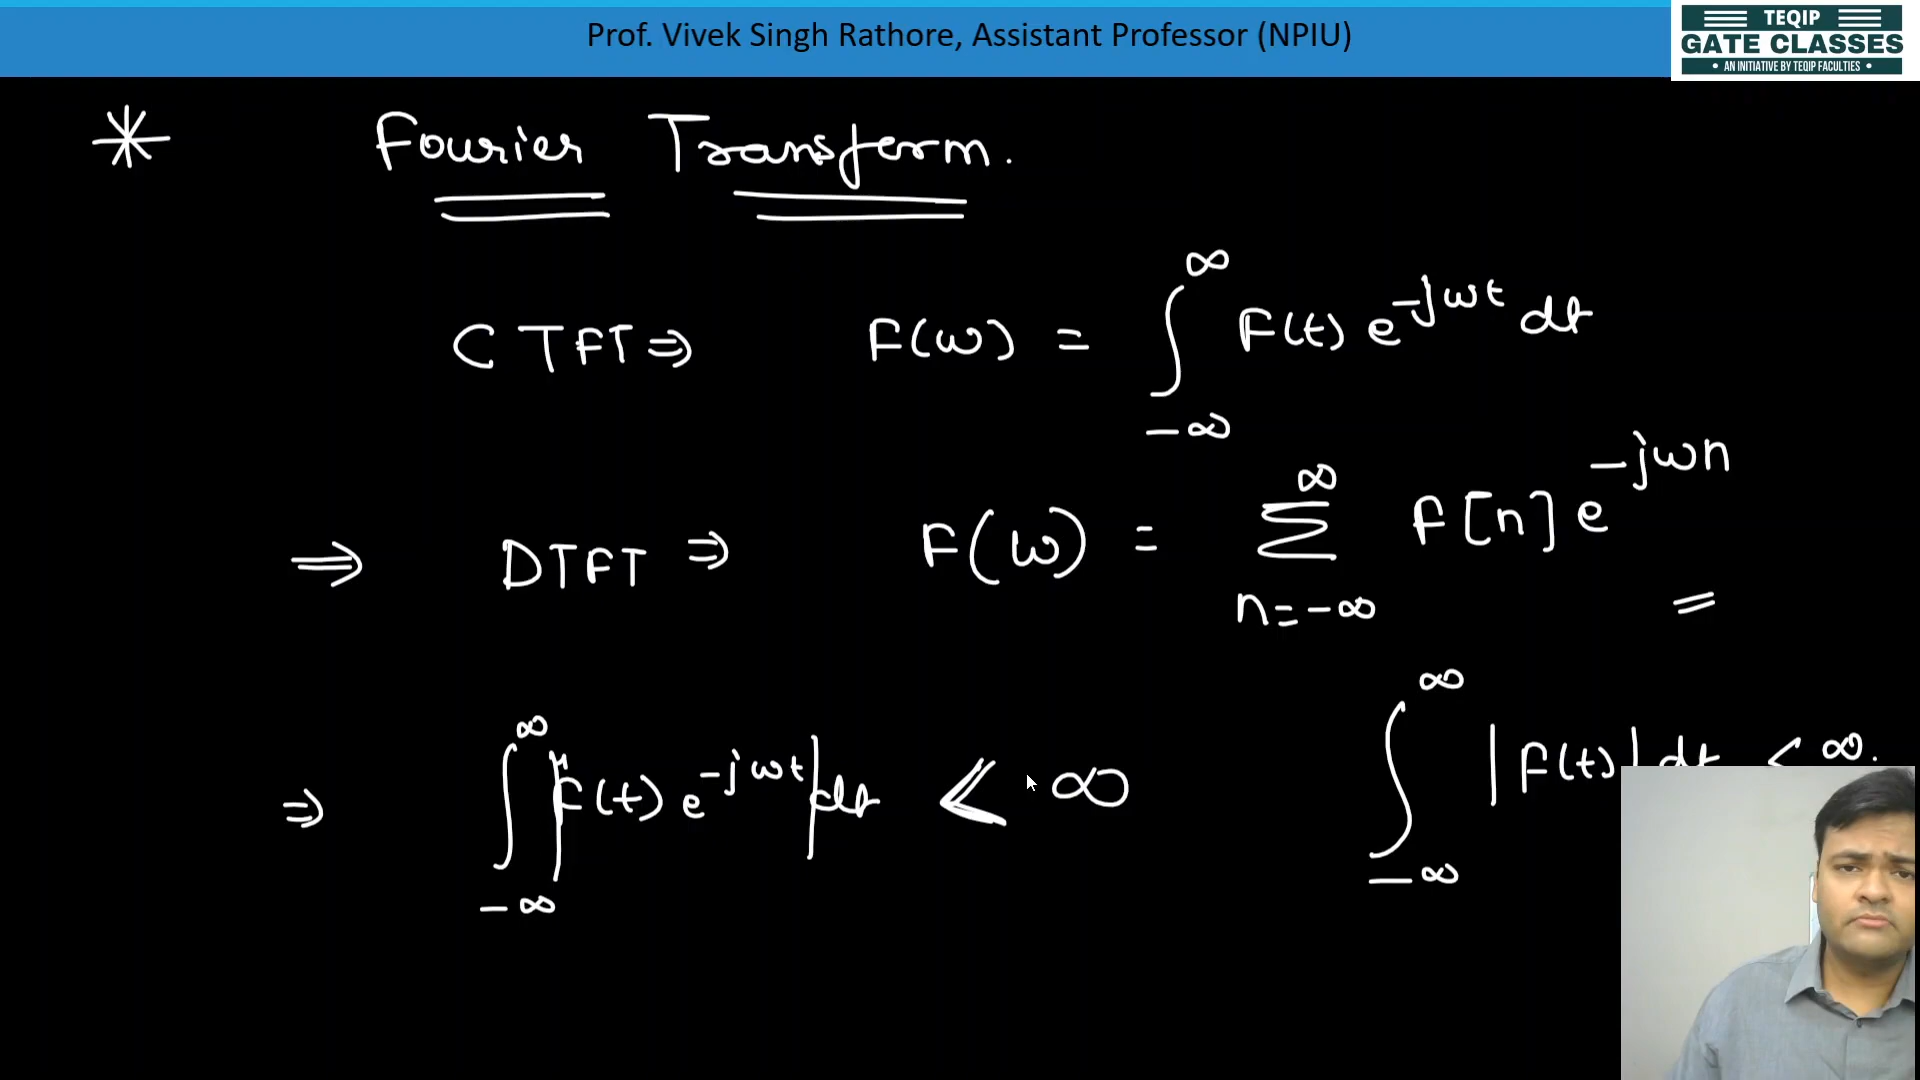 Prof. Vivek Singh Rathore, Assistant Professor (NPIU)
TEQIP
GATE CLASSES
• AN INITIATIVE BY TEQIP FACULTIES •
* Fourier Transform.
CTFT ⇒ F(ω) = ∫_{-∞}^{∞} F(t) e^{-jωt} dt
⇒ DTFT ⇒ F(ω) = Σ_{n=-∞}^{∞} F[n] e^{-jωn}
=
⇒ ∫_{-∞}^{∞} |F(t) e^{-jωt}| dt < ∞ ∫_{-∞}^{∞} |F(t)| dt < ∞.